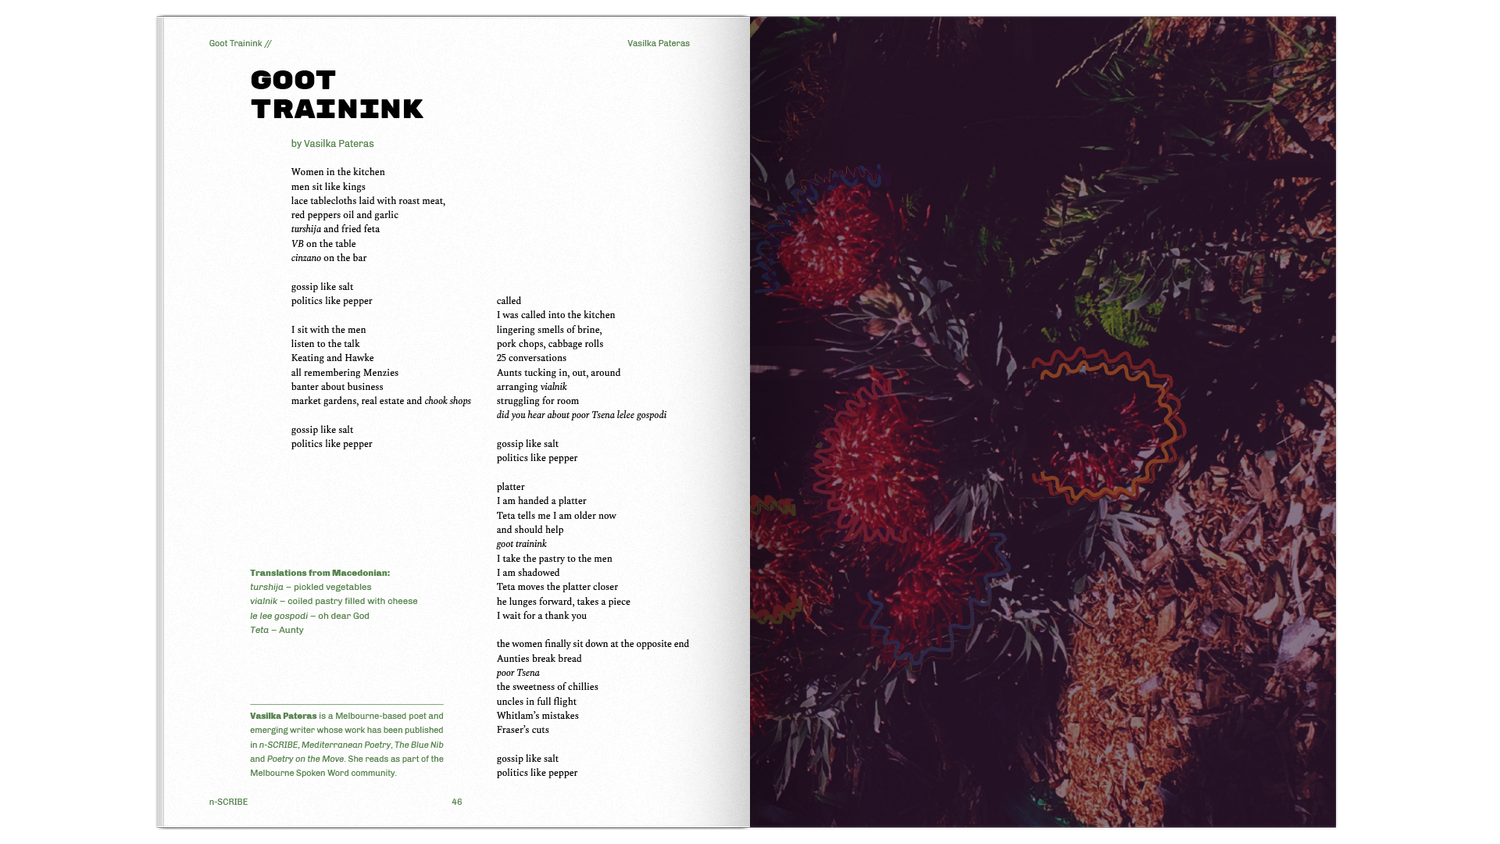 Goot Trainink //
Vasilka Pateras
GOOT
TRAININK
by Vasilka Pateras
Women in the kitchen
men sit like kings
lace tablecloths laid with roast meat,
red peppers oil and garlic
turshija and fried feta
VB on the table
cinzano on the bar

gossip like salt
politics like pepper

I sit with the men
listen to the talk
Keating and Hawke
all remembering Menzies
banter about business
market gardens, real estate and chook shops

gossip like salt
politics like pepper

called
I was called into the kitchen
lingering smells of brine,
pork chops, cabbage rolls
25 conversations
Aunts tucking in, out, around
arranging vialnik
struggling for room
did you hear about poor Tsena lelee gospodi

gossip like salt
politics like pepper

platter
I am handed a platter
Teta tells me I am older now
and should help
goot trainink
I take the pastry to the men
I am shadowed
Teta moves the platter closer
he lunges forward, takes a piece
I wait for a thank you

the women finally sit down at the opposite end
Aunties break bread
poor Tsena
the sweetness of chillies
uncles in full flight
Whitlam's mistakes
Fraser's cuts

gossip like salt
politics like pepper

Translations from Macedonian:
turshija – pickled vegetables
vialnik – coiled pastry filled with cheese
le lee gospodi – oh dear God
Teta – Aunty

Vasilka Pateras is a Melbourne-based poet and
emerging writer whose work has been published
in n-SCRIBE, Mediterranean Poetry, The Blue Nib
and Poetry on the Move. She reads as part of the
Melbourne Spoken Word community.
n-SCRIBE
46